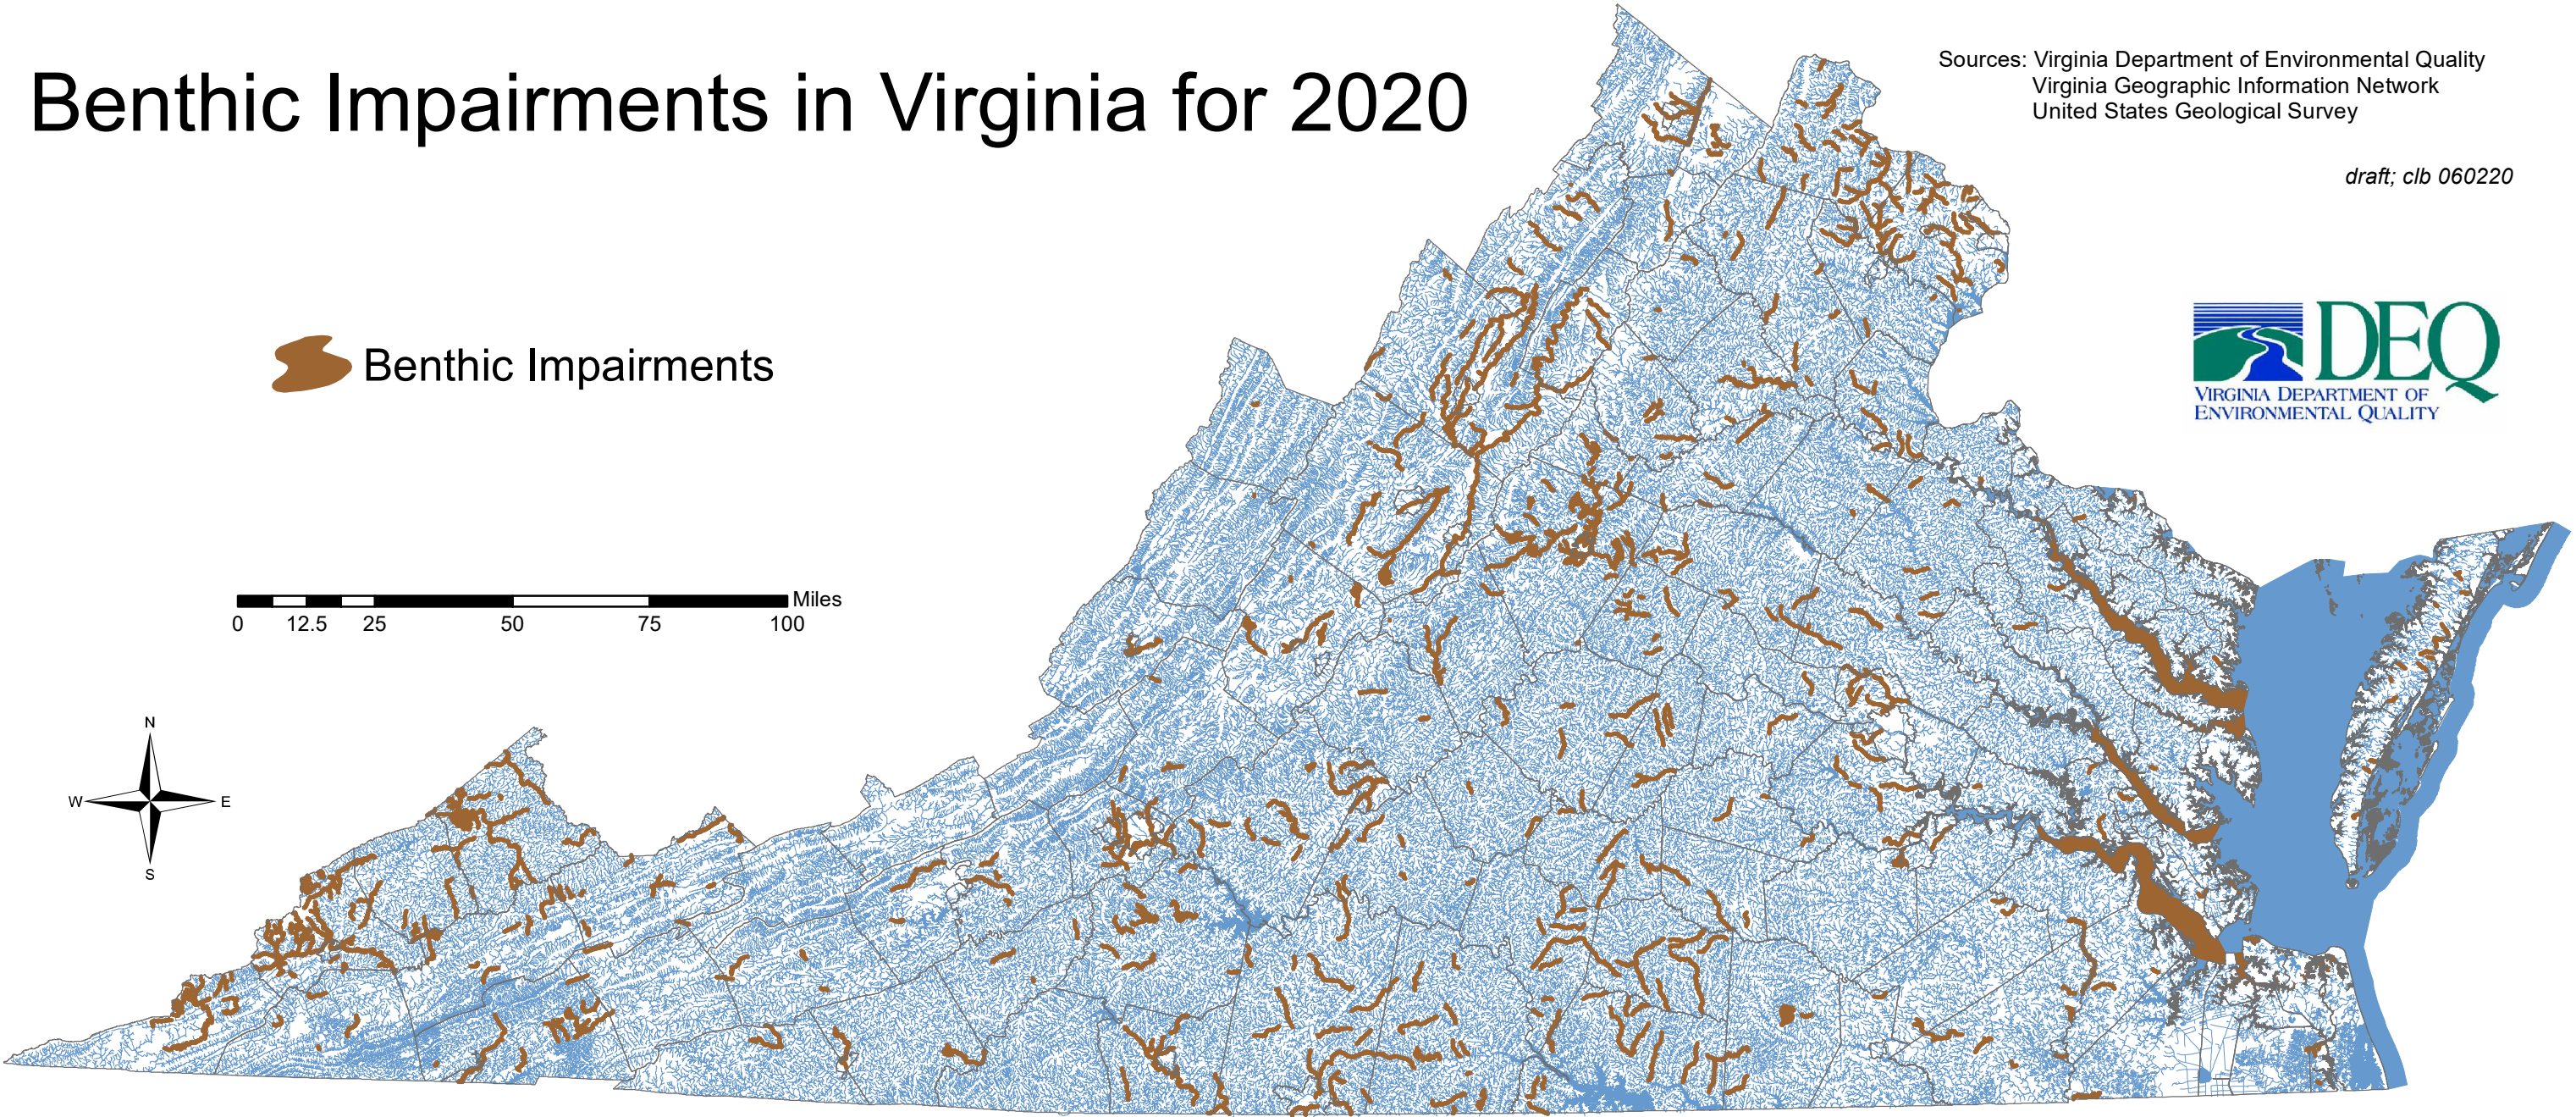 Benthic Impairments in Virginia for 2020
Sources: Virginia Department of Environmental Quality
Virginia Geographic Information Network
United States Geological Survey
draft; clb 060220
Benthic Impairments
DEQ
VIRGINIA DEPARTMENT OF
ENVIRONMENTAL QUALITY
Miles
0 12.5 25 50 75 100
N
W E
S